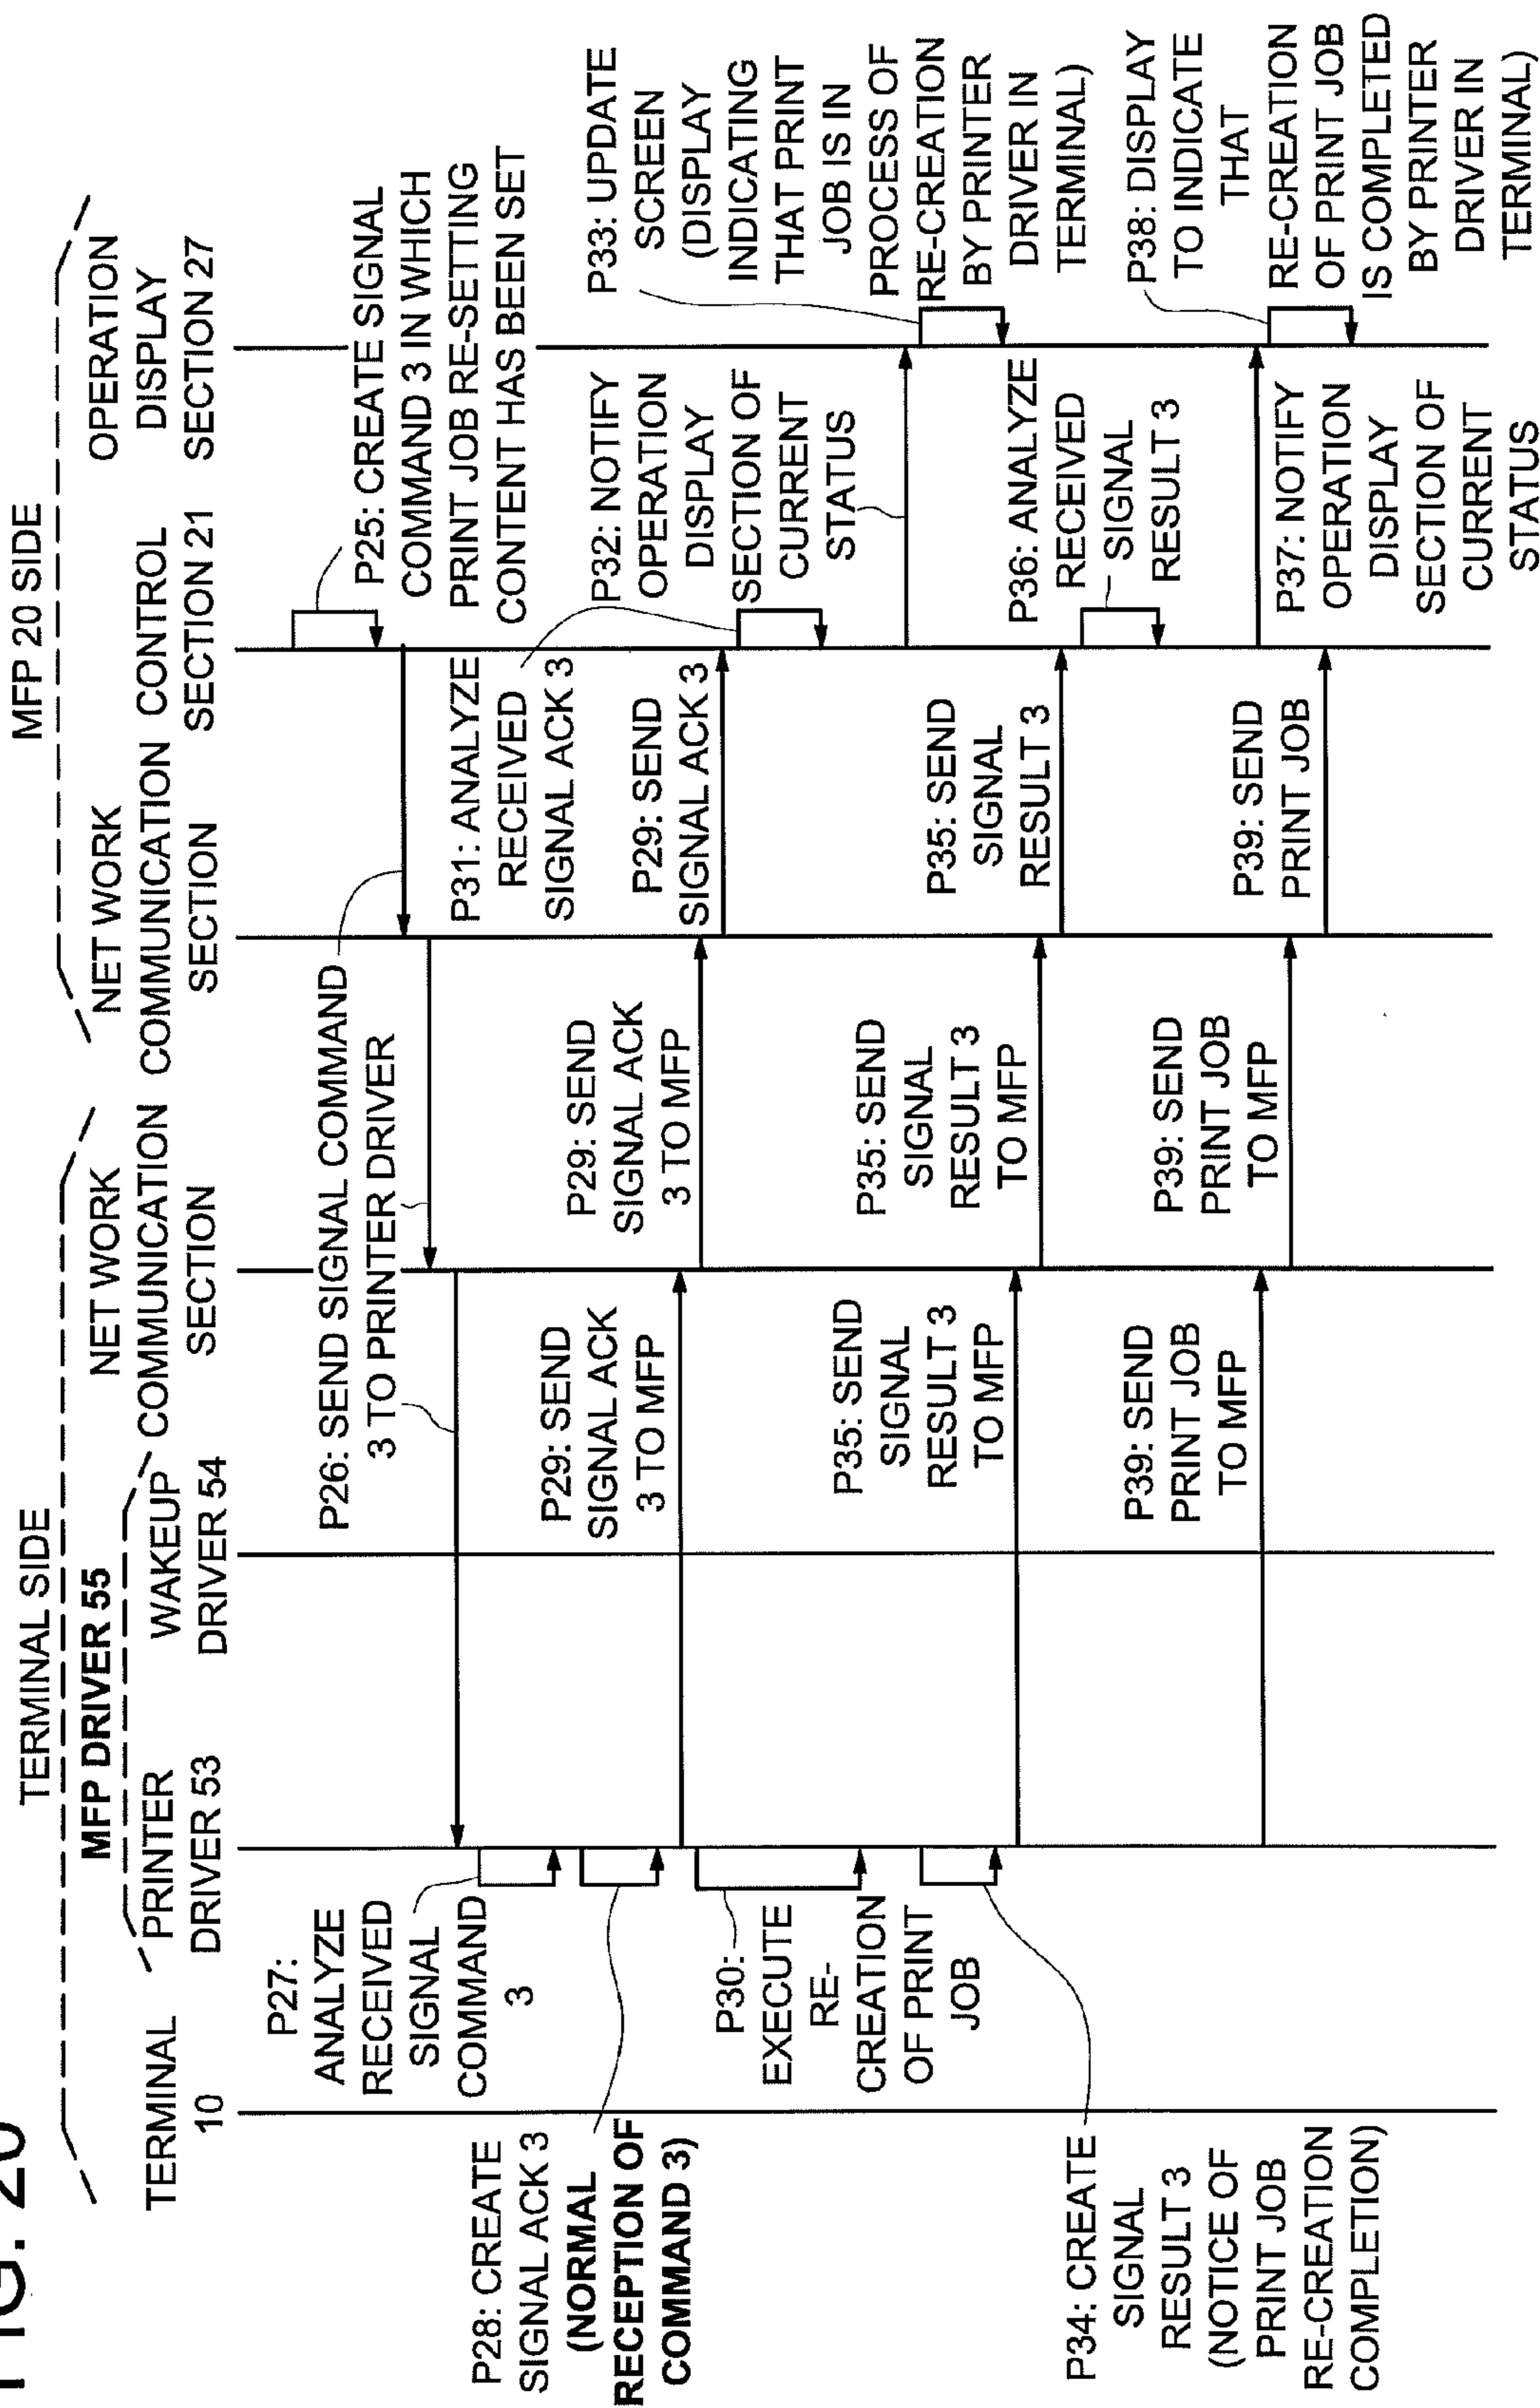 FIG. 20
TERMINAL SIDE
MFP 20 SIDE
MFP DRIVER 55
TERMINAL
10
PRINTER
DRIVER 53
WAKEUP
DRIVER 54
NET WORK
COMMUNICATION
SECTION
NET WORK
COMMUNICATION
SECTION
CONTROL
SECTION 21
OPERATION
DISPLAY
SECTION 27
P25: CREATE SIGNAL
COMMAND 3 IN WHICH
PRINT JOB RE-SETTING
CONTENT HAS BEEN SET
P26: SEND SIGNAL COMMAND
3 TO PRINTER DRIVER
P27:
ANALYZE
RECEIVED
SIGNAL
COMMAND
3
P28: CREATE
SIGNAL ACK 3
(NORMAL
RECEPTION OF
COMMAND 3)
P29: SEND
SIGNAL ACK
3 TO MFP
P29: SEND
SIGNAL ACK
3 TO MFP
P29: SEND
SIGNAL ACK 3
P30:
EXECUTE
RE-
CREATION
OF PRINT
JOB
P31: ANALYZE
RECEIVED
SIGNAL ACK 3
P32: NOTIFY
OPERATION
DISPLAY
SECTION OF
CURRENT
STATUS
P33: UPDATE
SCREEN
(DISPLAY
INDICATING
THAT PRINT
JOB IS IN
PROCESS OF
RE-CREATION
BY PRINTER
DRIVER IN
TERMINAL)
P34: CREATE
SIGNAL
RESULT 3
(NOTICE OF
PRINT JOB
RE-CREATION
COMPLETION)
P35: SEND
SIGNAL
RESULT 3
TO MFP
P35: SEND
SIGNAL
RESULT 3
TO MFP
P35: SEND
SIGNAL
RESULT 3
P36: ANALYZE
RECEIVED
SIGNAL
RESULT 3
P37: NOTIFY
OPERATION
DISPLAY
SECTION OF
CURRENT
STATUS
P38: DISPLAY
TO INDICATE
THAT
RE-CREATION
OF PRINT JOB
IS COMPLETED
BY PRINTER
DRIVER IN
TERMINAL)
P39: SEND
PRINT JOB
TO MFP
P39: SEND
PRINT JOB
TO MFP
P39: SEND
PRINT JOB